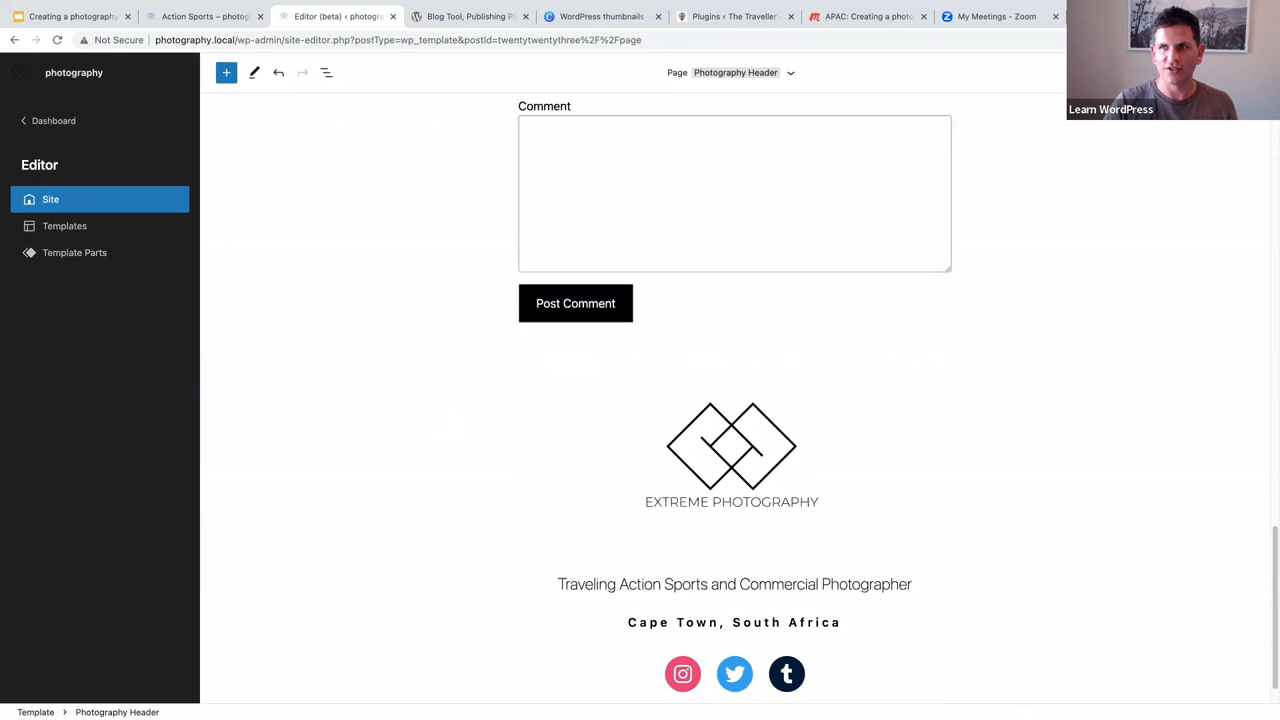 Creating a photography
Action Sports – photog
Editor (beta) ‹ photogra
Blog Tool, Publishing P
WordPress thumbnails -
Plugins ‹ The Traveller
APAC: Creating a photo
My Meetings - Zoom
Not Secure photography.local/wp-admin/site-editor.php?postType=wp_template&postId=twentytwentythree%2F%2Fpage
photography
Page Photography Header
Learn WordPress
Dashboard
Editor
Site
Templates
Template Parts
Comment
Post Comment
EXTREME PHOTOGRAPHY
Traveling Action Sports and Commercial Photographer
Cape Town, South Africa
Template > Photography Header